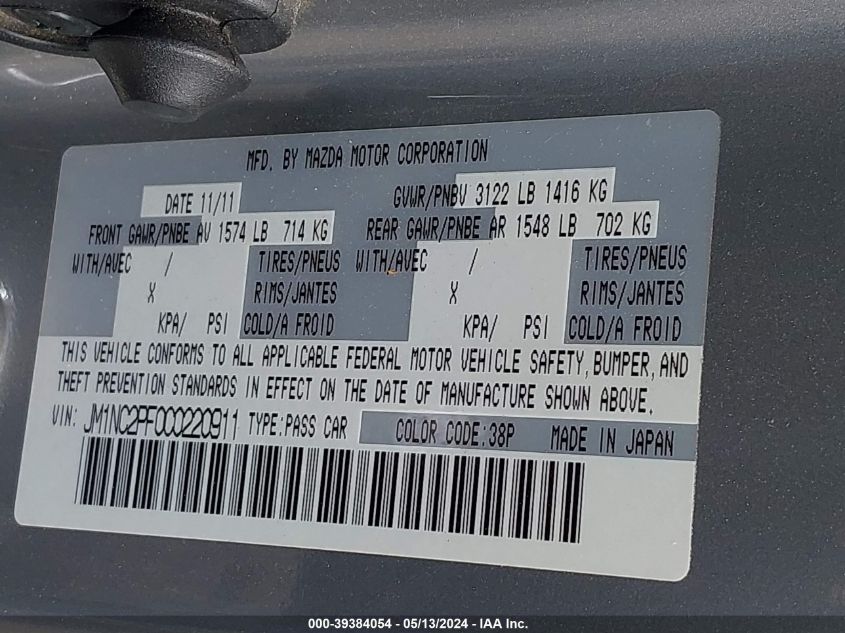 MFD. BY MAZDA MOTOR CORPORATION
DATE 11/11 GVWR/PNBV 3122 LB 1416 KG
FRONT GAWR/PNBE AV 1574 LB 714 KG REAR GAWR/PNBE AR 1548 LB 702 KG
WITH/AVEC / TIRES/PNEUS WITH/AVEC / TIRES/PNEUS
X RIMS/JANTES X RIMS/JANTES
KPA/ PSI COLD/A FROID KPA/ PSI COLD/A FROID
THIS VEHICLE CONFORMS TO ALL APPLICABLE FEDERAL MOTOR VEHICLE SAFETY, BUMPER, AND
THEFT PREVENTION STANDARDS IN EFFECT ON THE DATE OF MANUFACTURE SHOWN ABOVE.
VIN: JM1NC2PF0C0220911 TYPE:PASS CAR COLOR CODE:38P MADE IN JAPAN
000-39384054 - 05/13/2024 - IAA Inc.